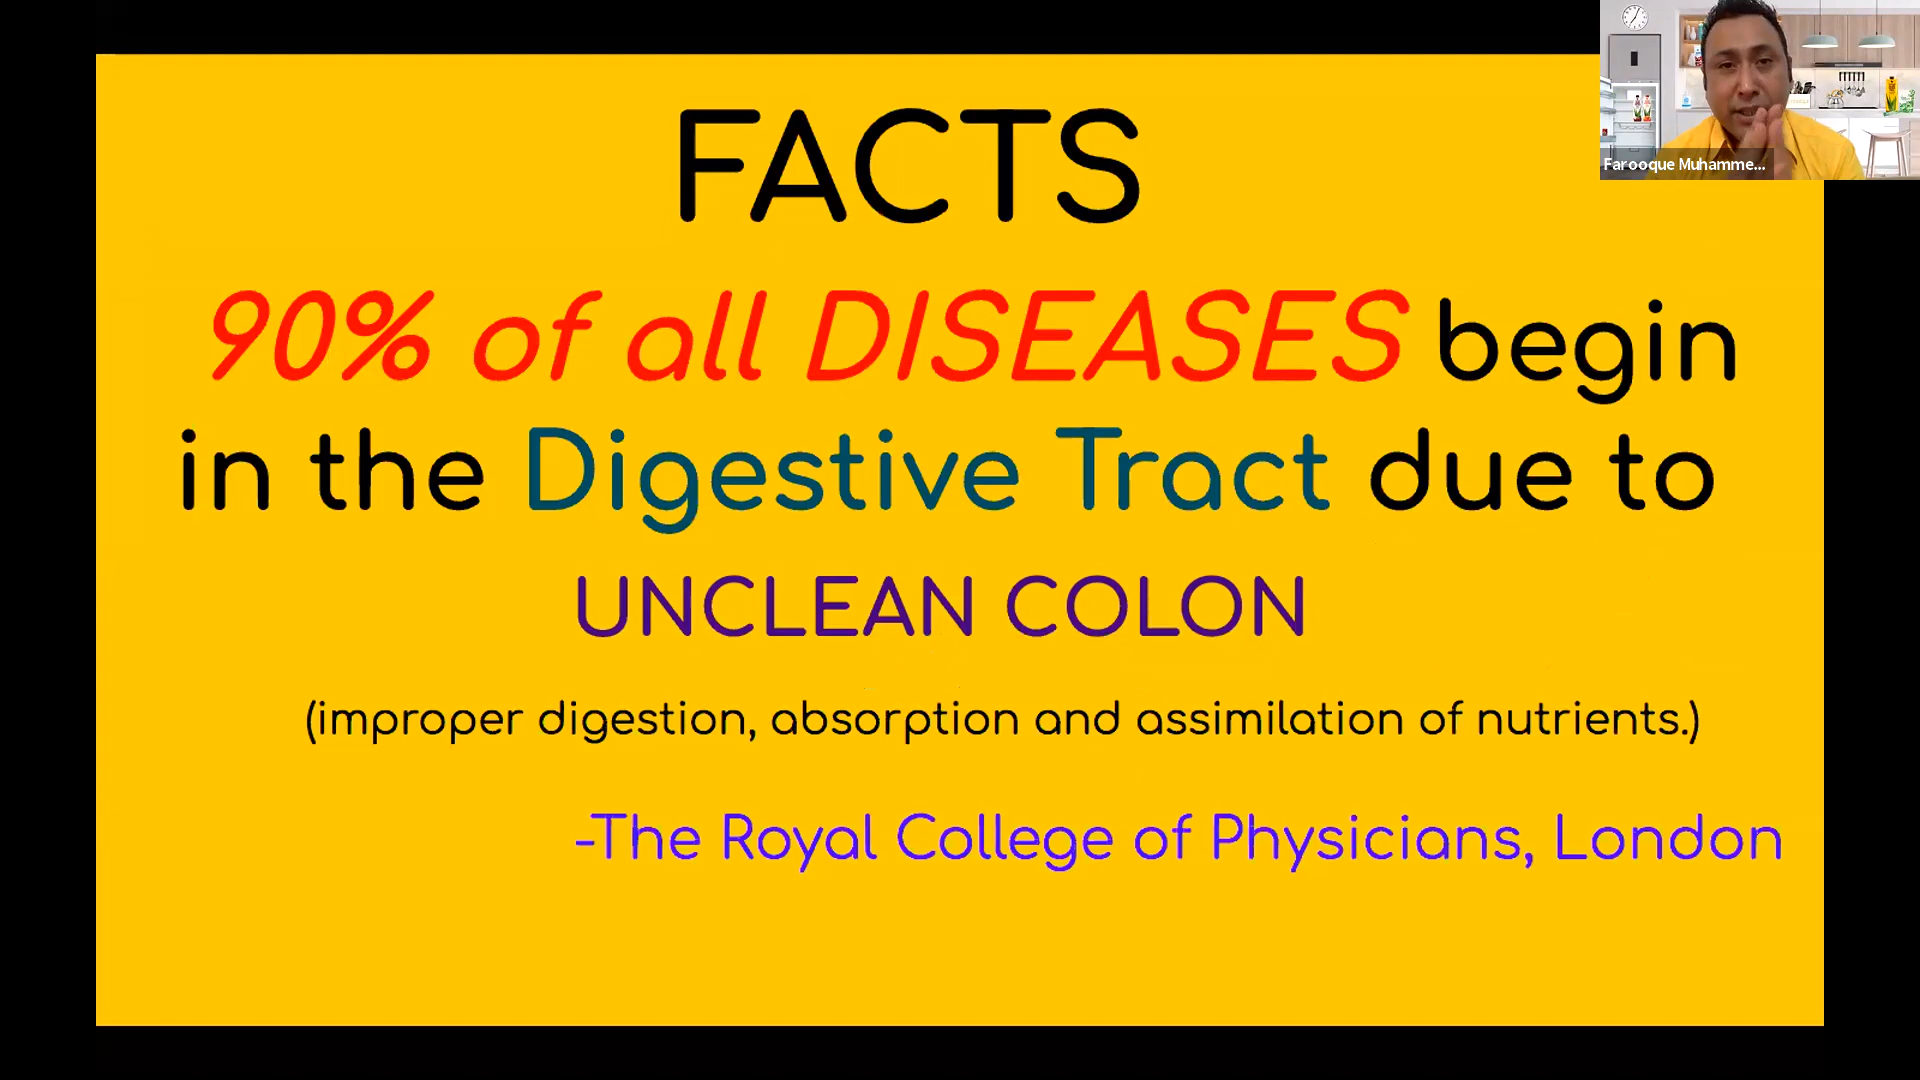 FACTS
90% of all DISEASES begin
in the Digestive Tract due to
UNCLEAN COLON
(improper digestion, absorption and assimilation of nutrients.)
-The Royal College of Physicians, London
Farooque Muhamme...